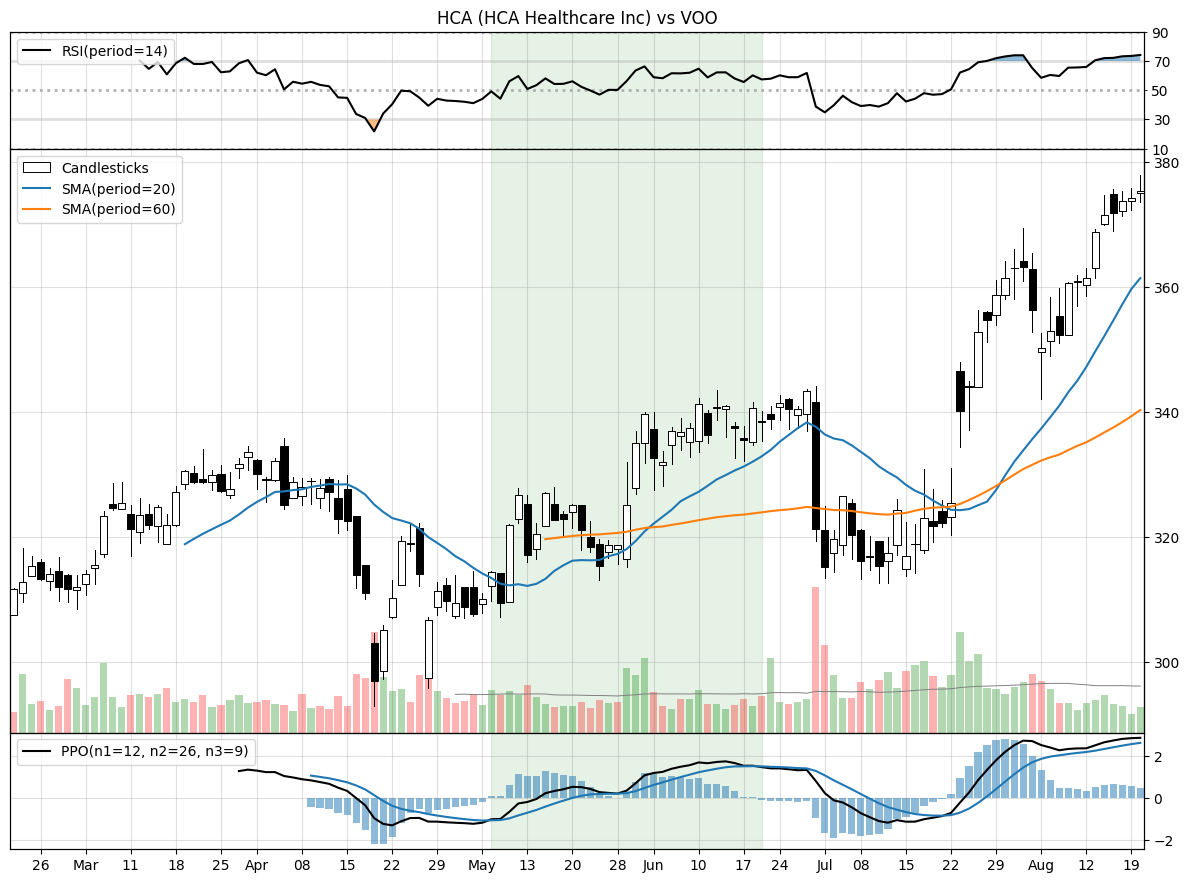 HCA (HCA Healthcare Inc) vs VOO
RSI(period=14)
90
70
50
30
10
Candlesticks
SMA(period=20)
SMA(period=60)
380
360
340
320
300
PPO(n1=12, n2=26, n3=9)
2
0
−2
26 Mar 11 18 25 Apr 08 15 22 29 May 13 20 28 Jun 10 17 24 Jul 08 15 22 29 Aug 12 19